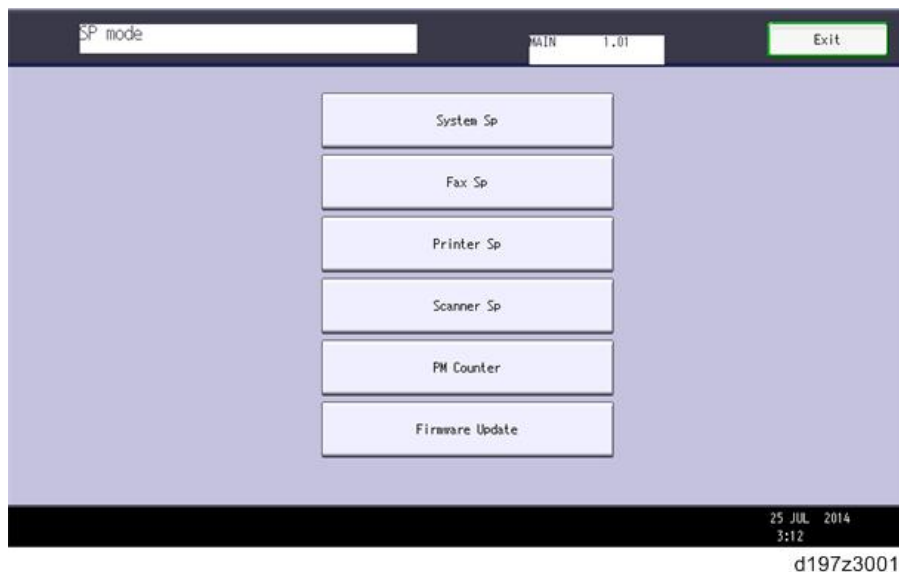 SP mode
MAIN 1.01
Exit
System Sp
Fax Sp
Printer Sp
Scanner Sp
PM Counter
Firmware Update
25 JUL 2014
3:12
d197z3001